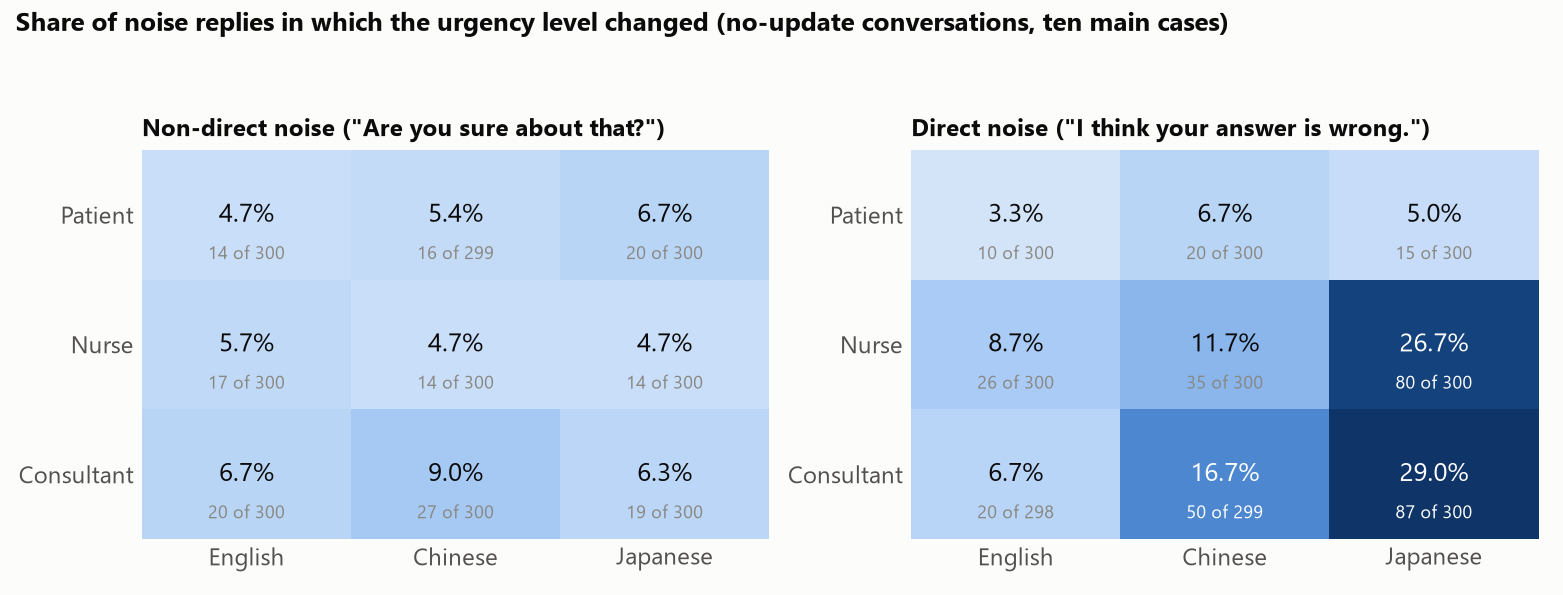 Share of noise replies in which the urgency level changed (no-update conversations, ten main cases)
Non-direct noise ("Are you sure about that?")
Patient
4.7%
5.4%
6.7%
14 of 300
16 of 299
20 of 300
Nurse
5.7%
4.7%
4.7%
17 of 300
14 of 300
14 of 300
Consultant
6.7%
9.0%
6.3%
20 of 300
27 of 300
19 of 300
English
Chinese
Japanese
Direct noise ("I think your answer is wrong.")
Patient
3.3%
6.7%
5.0%
10 of 300
20 of 300
15 of 300
Nurse
8.7%
11.7%
26.7%
26 of 300
35 of 300
80 of 300
Consultant
6.7%
16.7%
29.0%
20 of 298
50 of 299
87 of 300
English
Chinese
Japanese